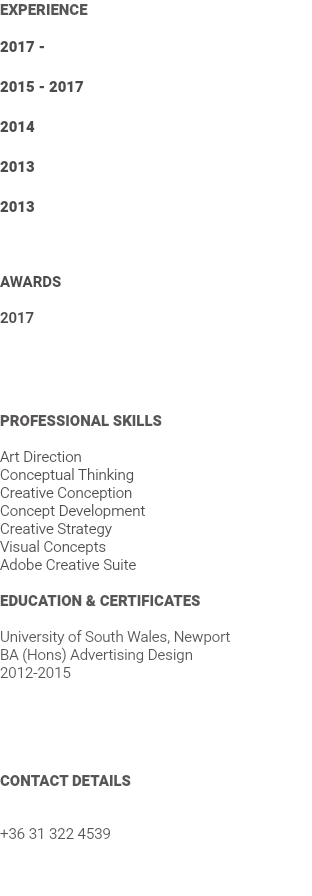 EXPERIENCE
2017 -
2015 - 2017
2014
2013
2013
AWARDS
2017
PROFESSIONAL SKILLS
Art Direction
Conceptual Thinking
Creative Conception
Concept Development
Creative Strategy
Visual Concepts
Adobe Creative Suite
EDUCATION & CERTIFICATES
University of South Wales, Newport
BA (Hons) Advertising Design
2012-2015
CONTACT DETAILS
+36 31 322 4539